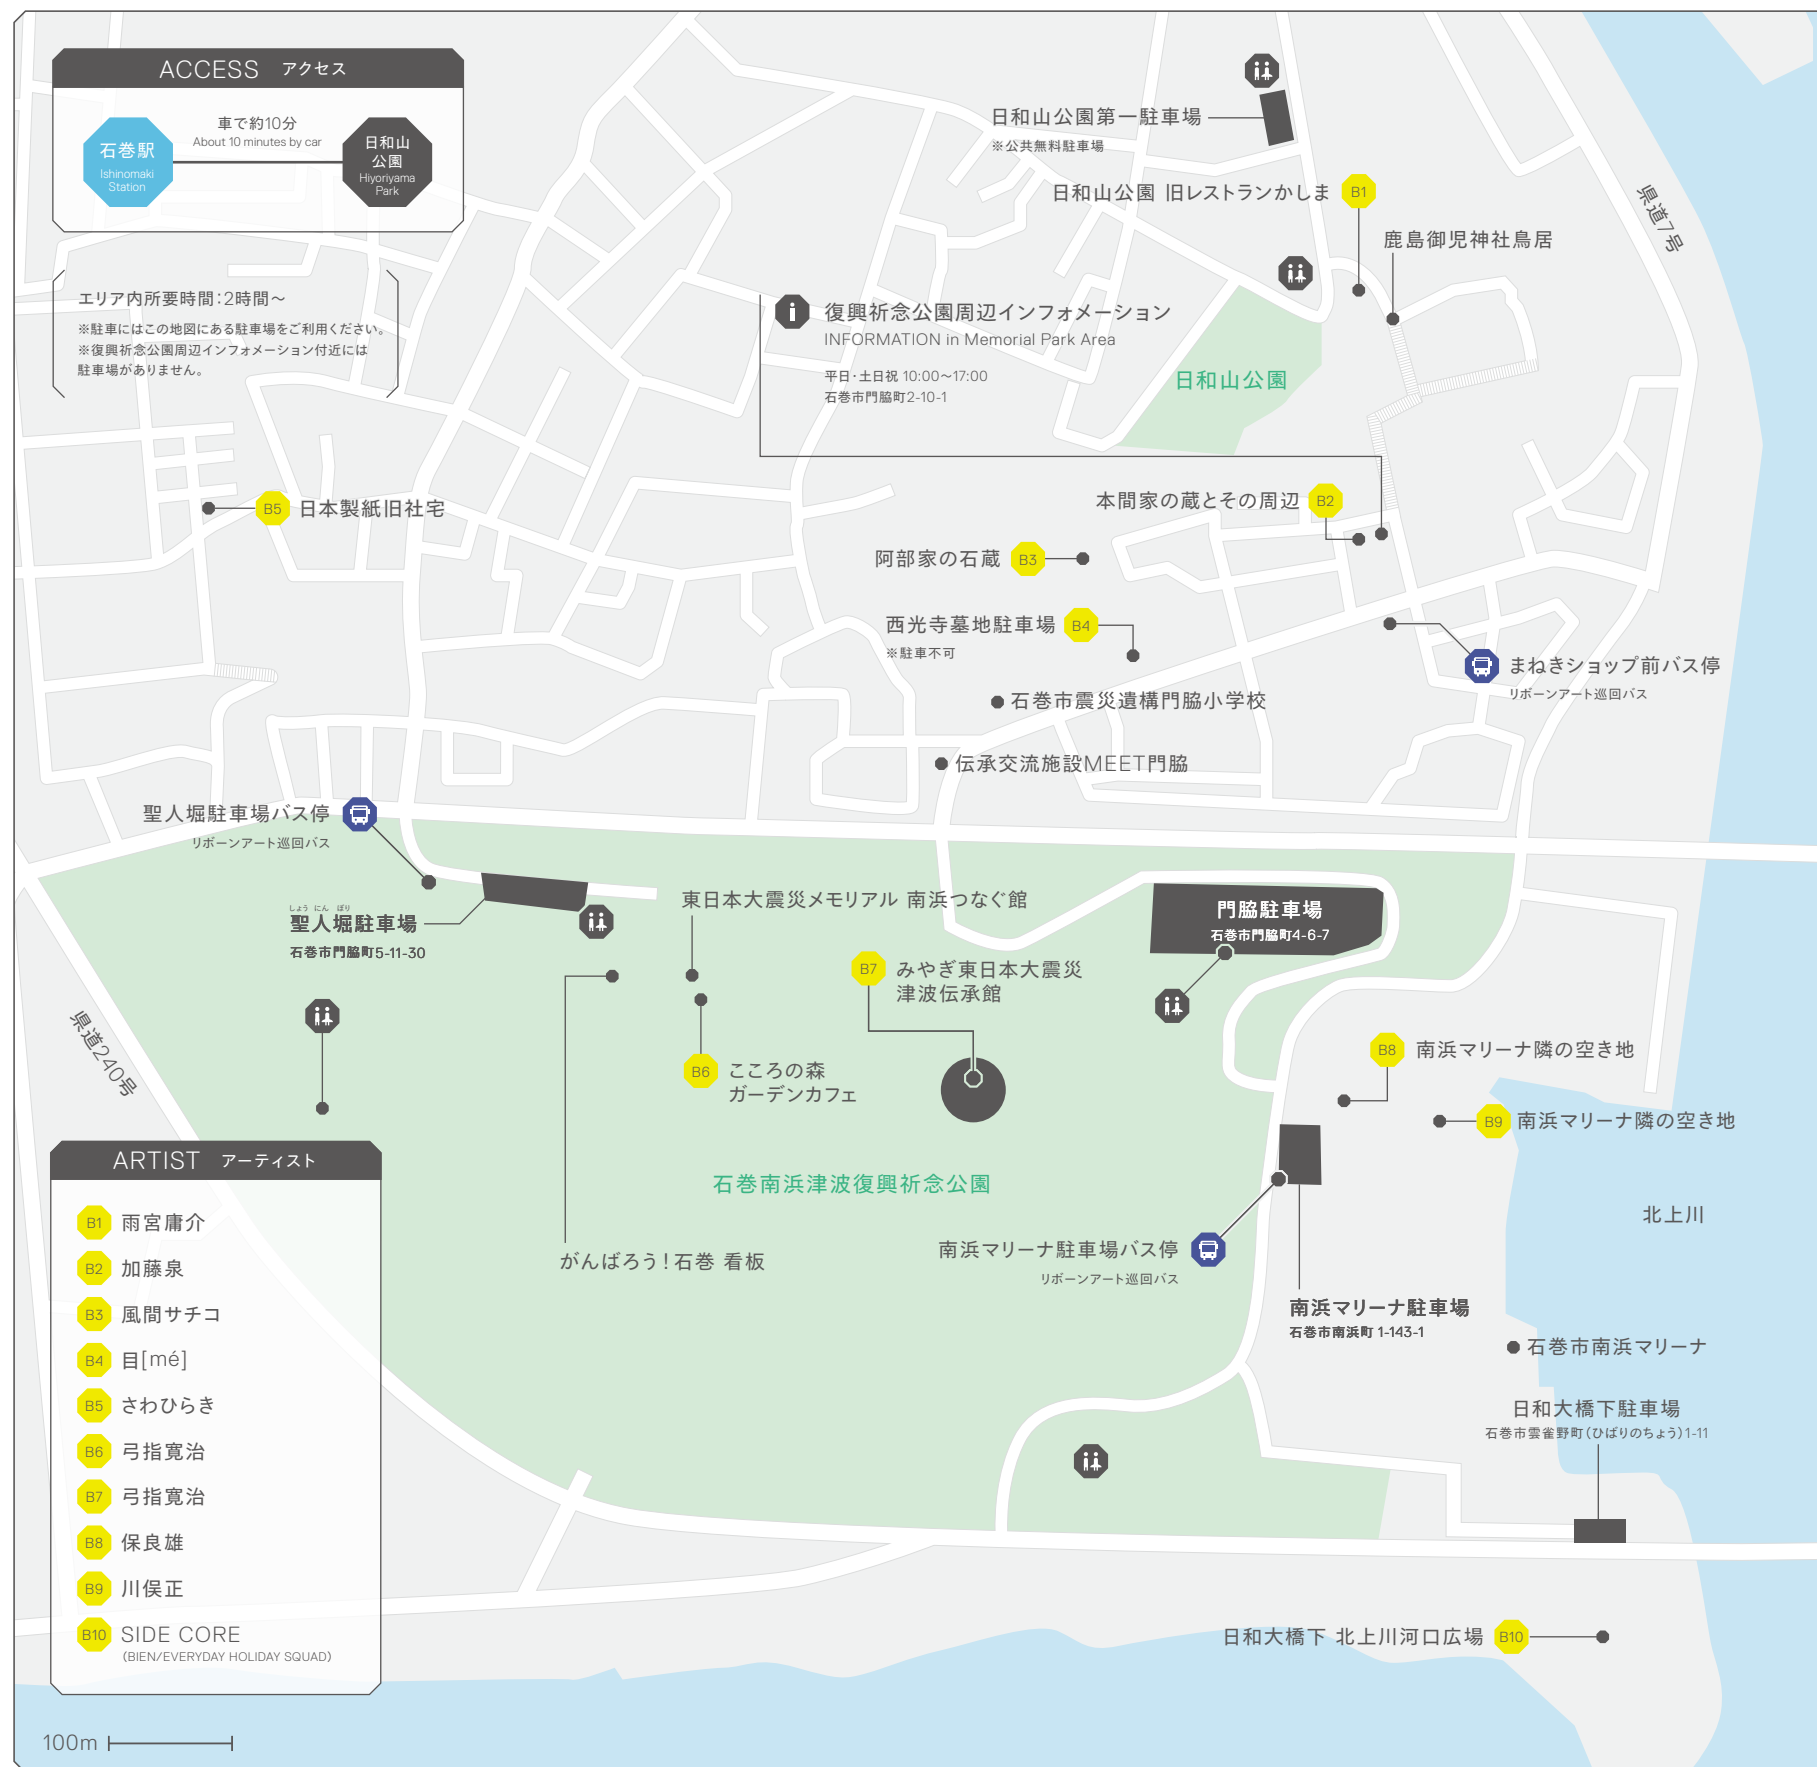 ACCESS アクセス
車で約10分
About 10 minutes by car
石巻駅
Ishinomaki
Station
日和山
公園
Hiyoriyama
Park
エリア内所要時間：2時間〜
※駐車にはこの地図にある駐車場をご利用ください。
※復興祈念公園周辺インフォメーション付近には
駐車場がありません。
日和山公園第一駐車場
※公共無料駐車場
日和山公園 旧レストランかしま B1
鹿島御児神社鳥居
県道7号
復興祈念公園周辺インフォメーション
INFORMATION in Memorial Park Area
平日・土日祝 10:00〜17:00
石巻市門脇町2-10-1
日和山公園
B5 日本製紙旧社宅
本間家の蔵とその周辺 B2
阿部家の石蔵 B3
西光寺墓地駐車場 B4
※駐車不可
まねきショップ前バス停
リボーンアート巡回バス
石巻市震災遺構門脇小学校
伝承交流施設MEET門脇
聖人堀駐車場バス停
リボーンアート巡回バス
しょう にん ぼり
聖人堀駐車場
石巻市門脇町5-11-30
東日本大震災メモリアル 南浜つなぐ館
門脇駐車場
石巻市門脇町4-6-7
B7 みやぎ東日本大震災
津波伝承館
県道240号
B6 こころの森
ガーデンカフェ
B8 南浜マリーナ隣の空き地
B9 南浜マリーナ隣の空き地
石巻南浜津波復興祈念公園
北上川
がんばろう！石巻 看板
南浜マリーナ駐車場バス停
リボーンアート巡回バス
南浜マリーナ駐車場
石巻市南浜町 1-143-1
石巻市南浜マリーナ
日和大橋下駐車場
石巻市雲雀野町（ひばりのちょう）1-11
日和大橋下 北上川河口広場 B10
ARTIST アーティスト
B1 雨宮庸介
B2 加藤泉
B3 風間サチコ
B4 目[mé]
B5 さわひらき
B6 弓指寛治
B7 弓指寛治
B8 保良雄
B9 川俣正
B10 SIDE CORE
（BIEN/EVERYDAY HOLIDAY SQUAD）
100m